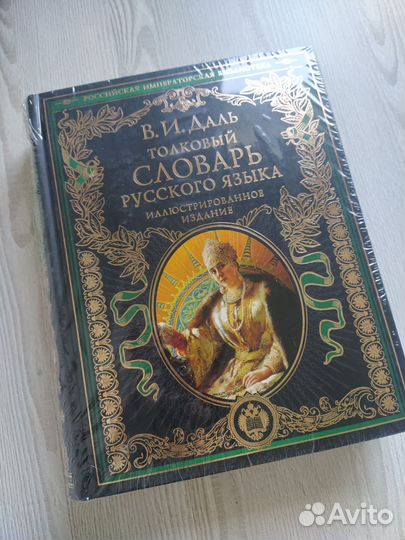 РОССИЙСКАЯ ИМПЕРАТОРСКАЯ БИБЛИОТЕКА
В. И. ДАЛЬ
ТОЛКОВЫЙ
СЛОВАРЬ
РУССКОГО ЯЗЫКА
ИЛЛЮСТРИРОВАННОЕ
ИЗДАНИЕ
Avito